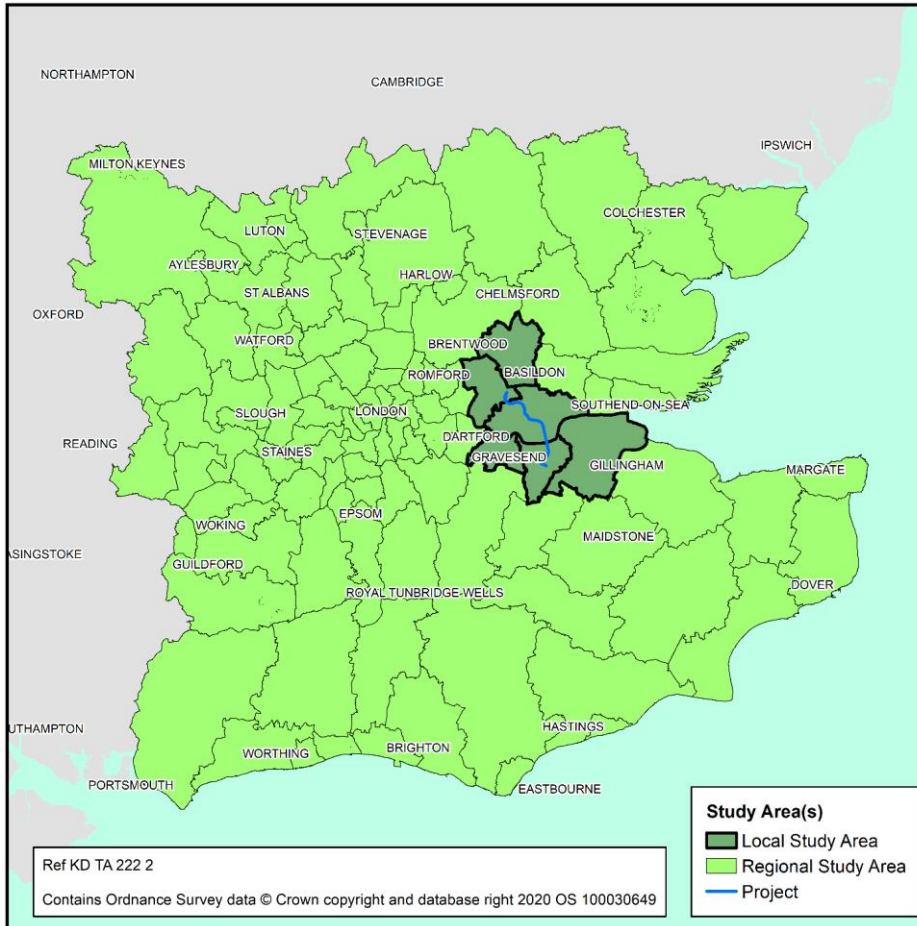 NORTHAMPTON
CAMBRIDGE
IPSWICH
MILTON KEYNES
COLCHESTER
LUTON
STEVENAGE
AYLESBURY
HARLOW
ST ALBANS
CHELMSFORD
OXFORD
WATFORD
BRENTWOOD
ROMFORD
BASILDON
SLOUGH
LONDON
SOUTHEND-ON-SEA
READING
STAINES
DARTFORD
GRAVESEND
GILLINGHAM
MARGATE
EPSOM
WOKING
MAIDSTONE
ASINGSTOKE
GUILDFORD
DOVER
ROYAL TUNBRIDGE-WELLS
HASTINGS
UTHAMPTON
WORTHING
BRIGHTON
PORTSMOUTH
EASTBOURNE
Study Area(s)
Local Study Area
Regional Study Area
Project
Ref KD TA 222 2
Contains Ordnance Survey data © Crown copyright and database right 2020 OS 100030649